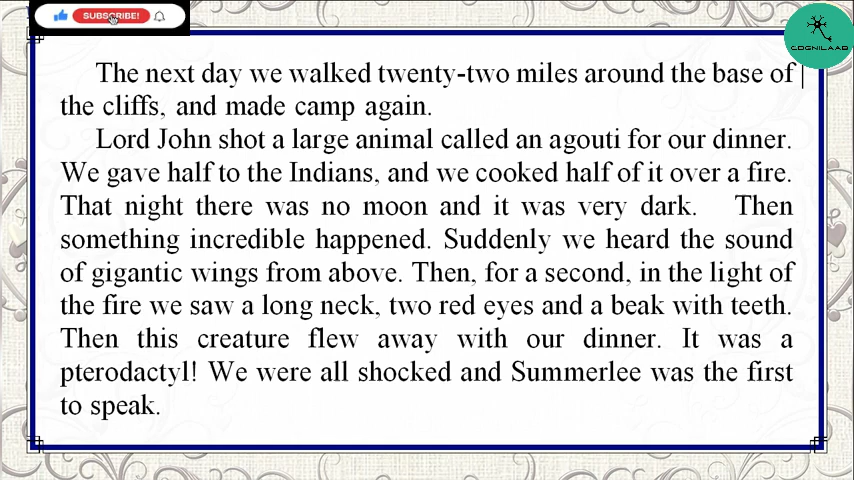 SUBSCRIBE!
COGNILAAB
The next day we walked twenty-two miles around the base of
the cliffs, and made camp again.
Lord John shot a large animal called an agouti for our dinner.
We gave half to the Indians, and we cooked half of it over a fire.
That night there was no moon and it was very dark. Then
something incredible happened. Suddenly we heard the sound
of gigantic wings from above. Then, for a second, in the light of
the fire we saw a long neck, two red eyes and a beak with teeth.
Then this creature flew away with our dinner. It was a
pterodactyl! We were all shocked and Summerlee was the first
to speak.